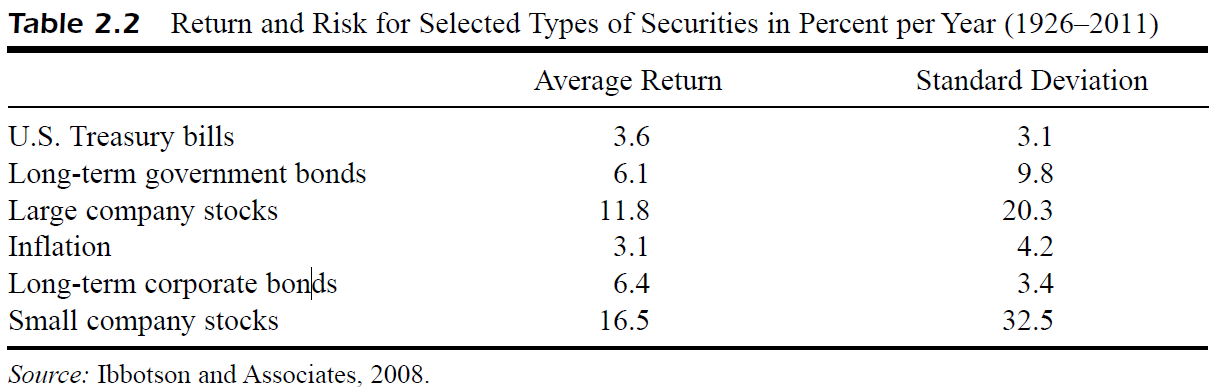 Table 2.2 Return and Risk for Selected Types of Securities in Percent per Year (1926–2011)
Average Return Standard Deviation
U.S. Treasury bills 3.6 3.1
Long-term government bonds 6.1 9.8
Large company stocks 11.8 20.3
Inflation 3.1 4.2
Long-term corporate bonds 6.4 3.4
Small company stocks 16.5 32.5
Source: Ibbotson and Associates, 2008.